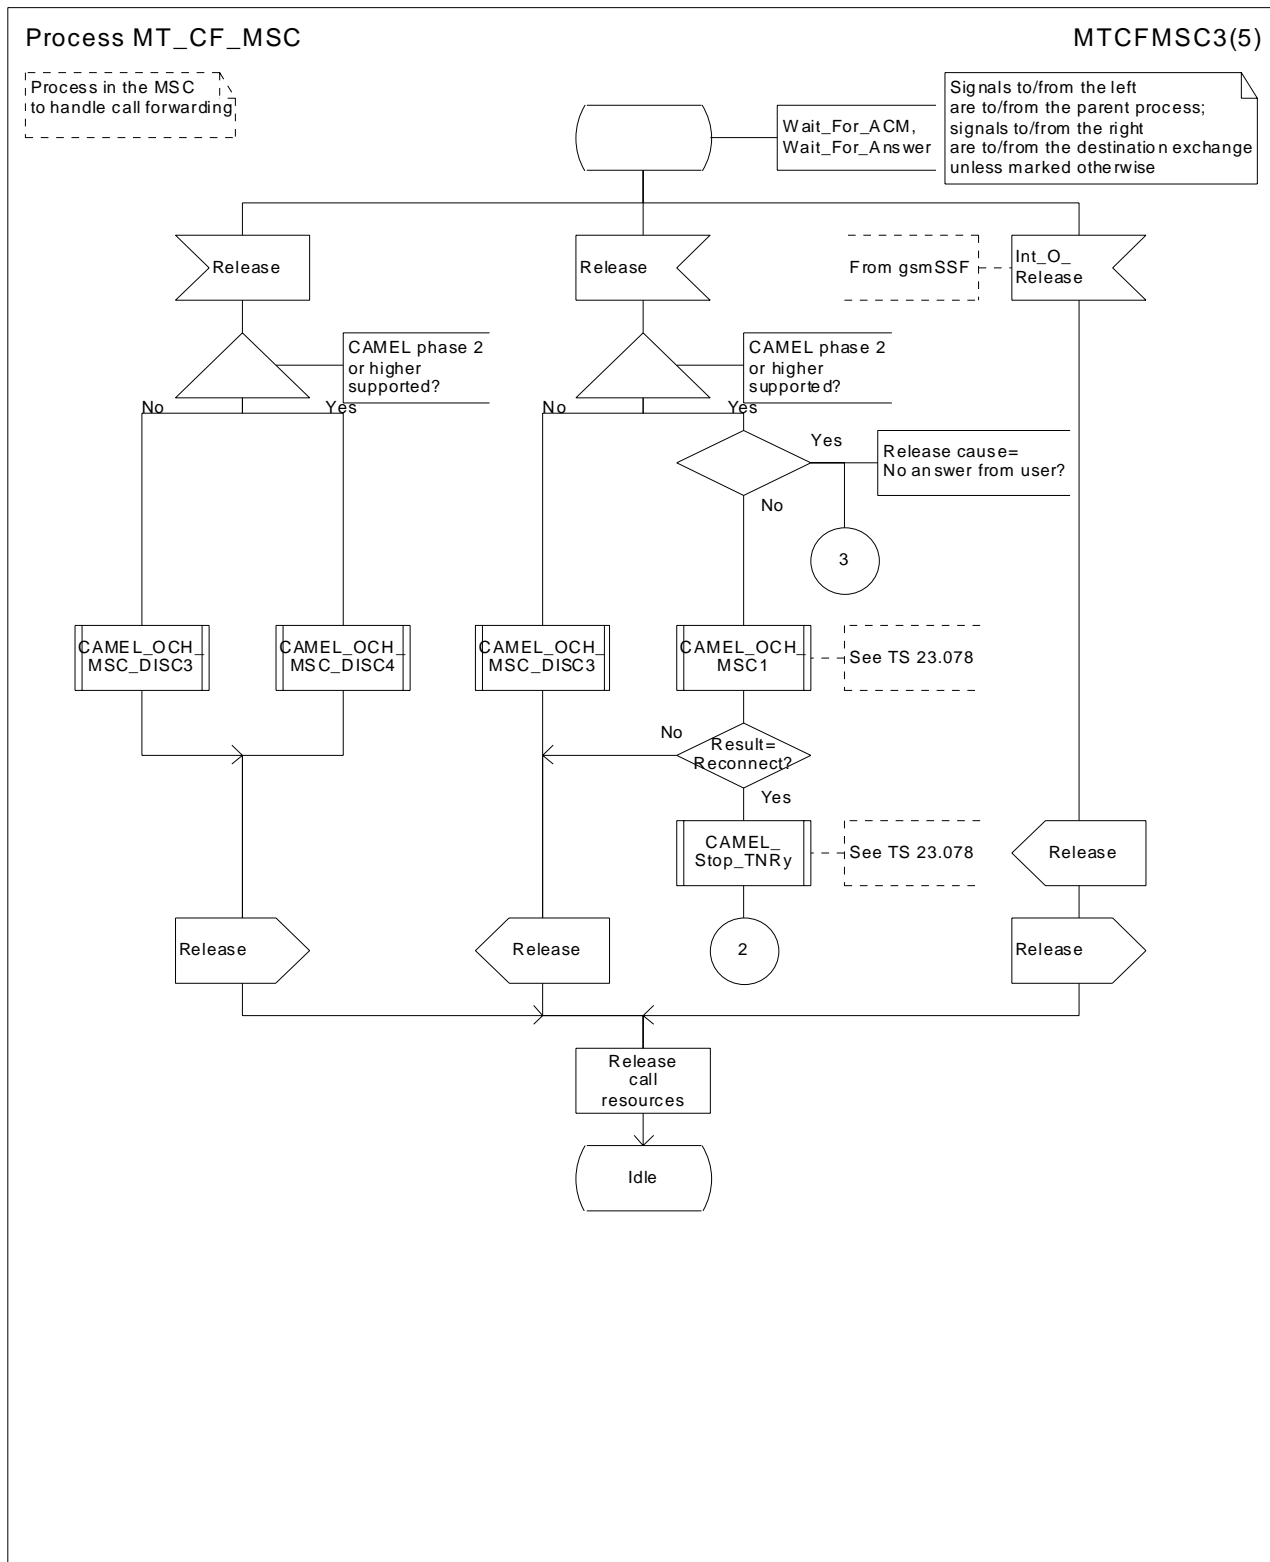 Process MT_CF_MSC
MTCFMSC3(5)
Process in the MSC
to handle call forwarding
Wait_For_ACM,
Wait_For_Answer
Signals to/from the left
are to/from the parent process;
signals to/from the right
are to/from the destination exchange
unless marked otherwise
Release
Release
From gsmSSF
Int_O_
Release
CAMEL phase 2
or higher
supported?
CAMEL phase 2
or higher
supported?
No
Yes
No
Yes
Yes
Release cause=
No answer from user?
No
3
CAMEL_OCH_
MSC_DISC3
CAMEL_OCH_
MSC_DISC4
CAMEL_OCH_
MSC_DISC3
CAMEL_OCH_
MSC1
See TS 23.078
No
Result=
Reconnect?
Yes
CAMEL_
Stop_TNRy
See TS 23.078
Release
Release
Release
2
Release
Release
call
resources
Idle